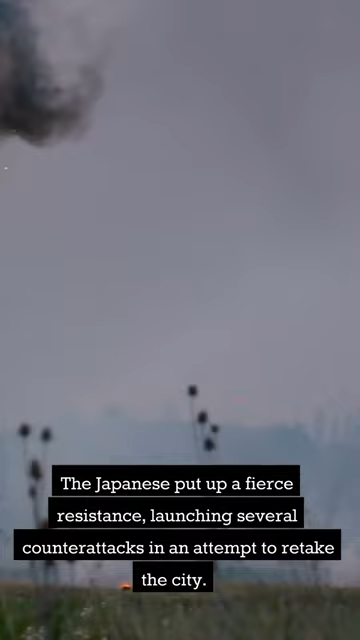 The Japanese put up a fierce
resistance, launching several
counterattacks in an attempt to retake
the city.